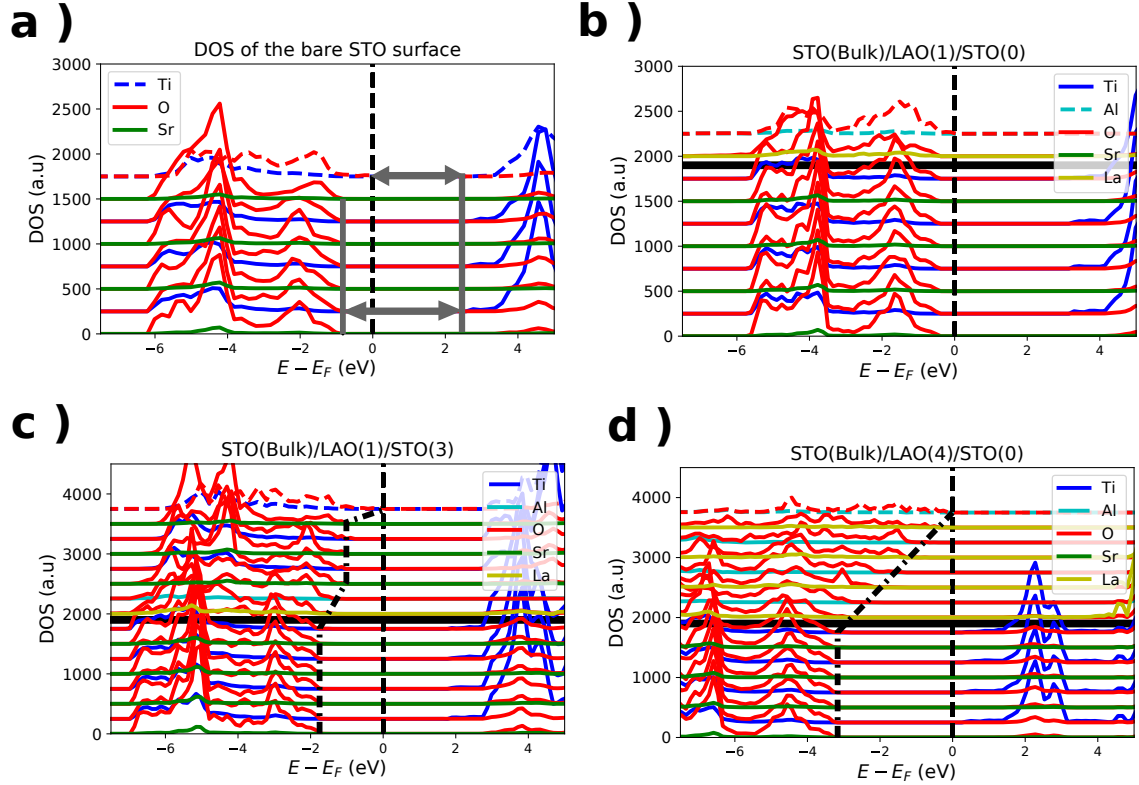 a )
DOS of the bare STO surface
DOS (a.u)
3000
2500
2000
1500
1000
500
0
Ti
O
Sr
−6
−4
−2
0
2
4
E − E_F (eV)
b )
STO(Bulk)/LAO(1)/STO(0)
DOS (a.u)
3000
2500
2000
1500
1000
500
0
Ti
Al
O
Sr
La
−6
−4
−2
0
2
4
E − E_F (eV)
c )
STO(Bulk)/LAO(1)/STO(3)
DOS (a.u)
4000
3000
2000
1000
0
Ti
Al
O
Sr
La
−6
−4
−2
0
2
4
E − E_F (eV)
d )
STO(Bulk)/LAO(4)/STO(0)
DOS (a.u)
4000
3000
2000
1000
0
Ti
Al
O
Sr
La
−6
−4
−2
0
2
4
E − E_F (eV)